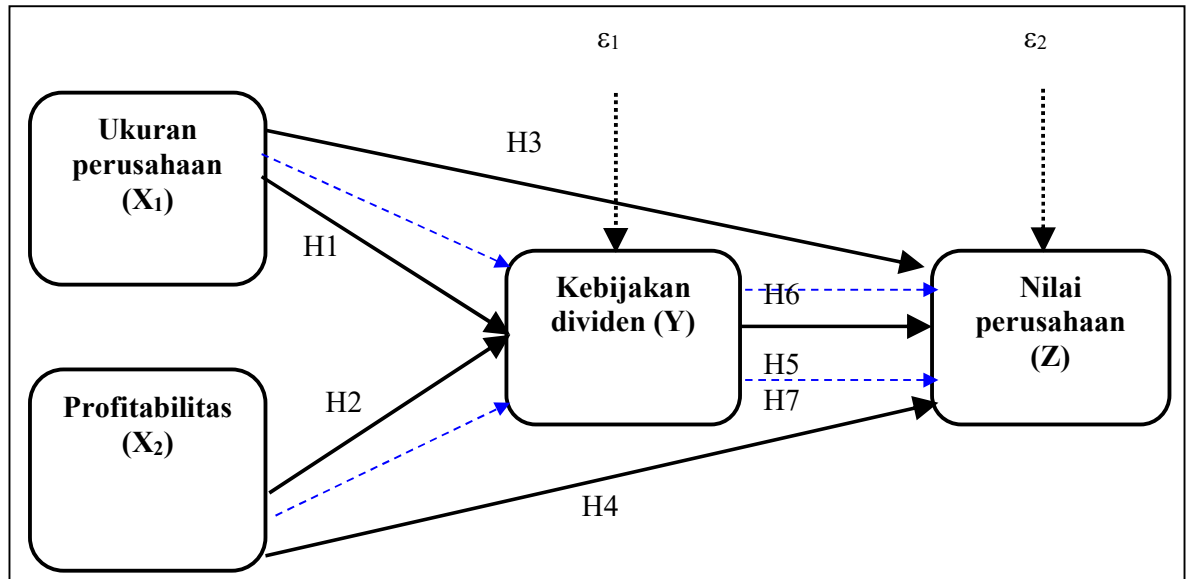 ε₁
ε₂
Ukuran
perusahaan
(X₁)
H3
H1
Kebijakan
dividen (Y)
H6
Nilai
perusahaan
(Z)
H5
H7
Profitabilitas
(X₂)
H2
H4